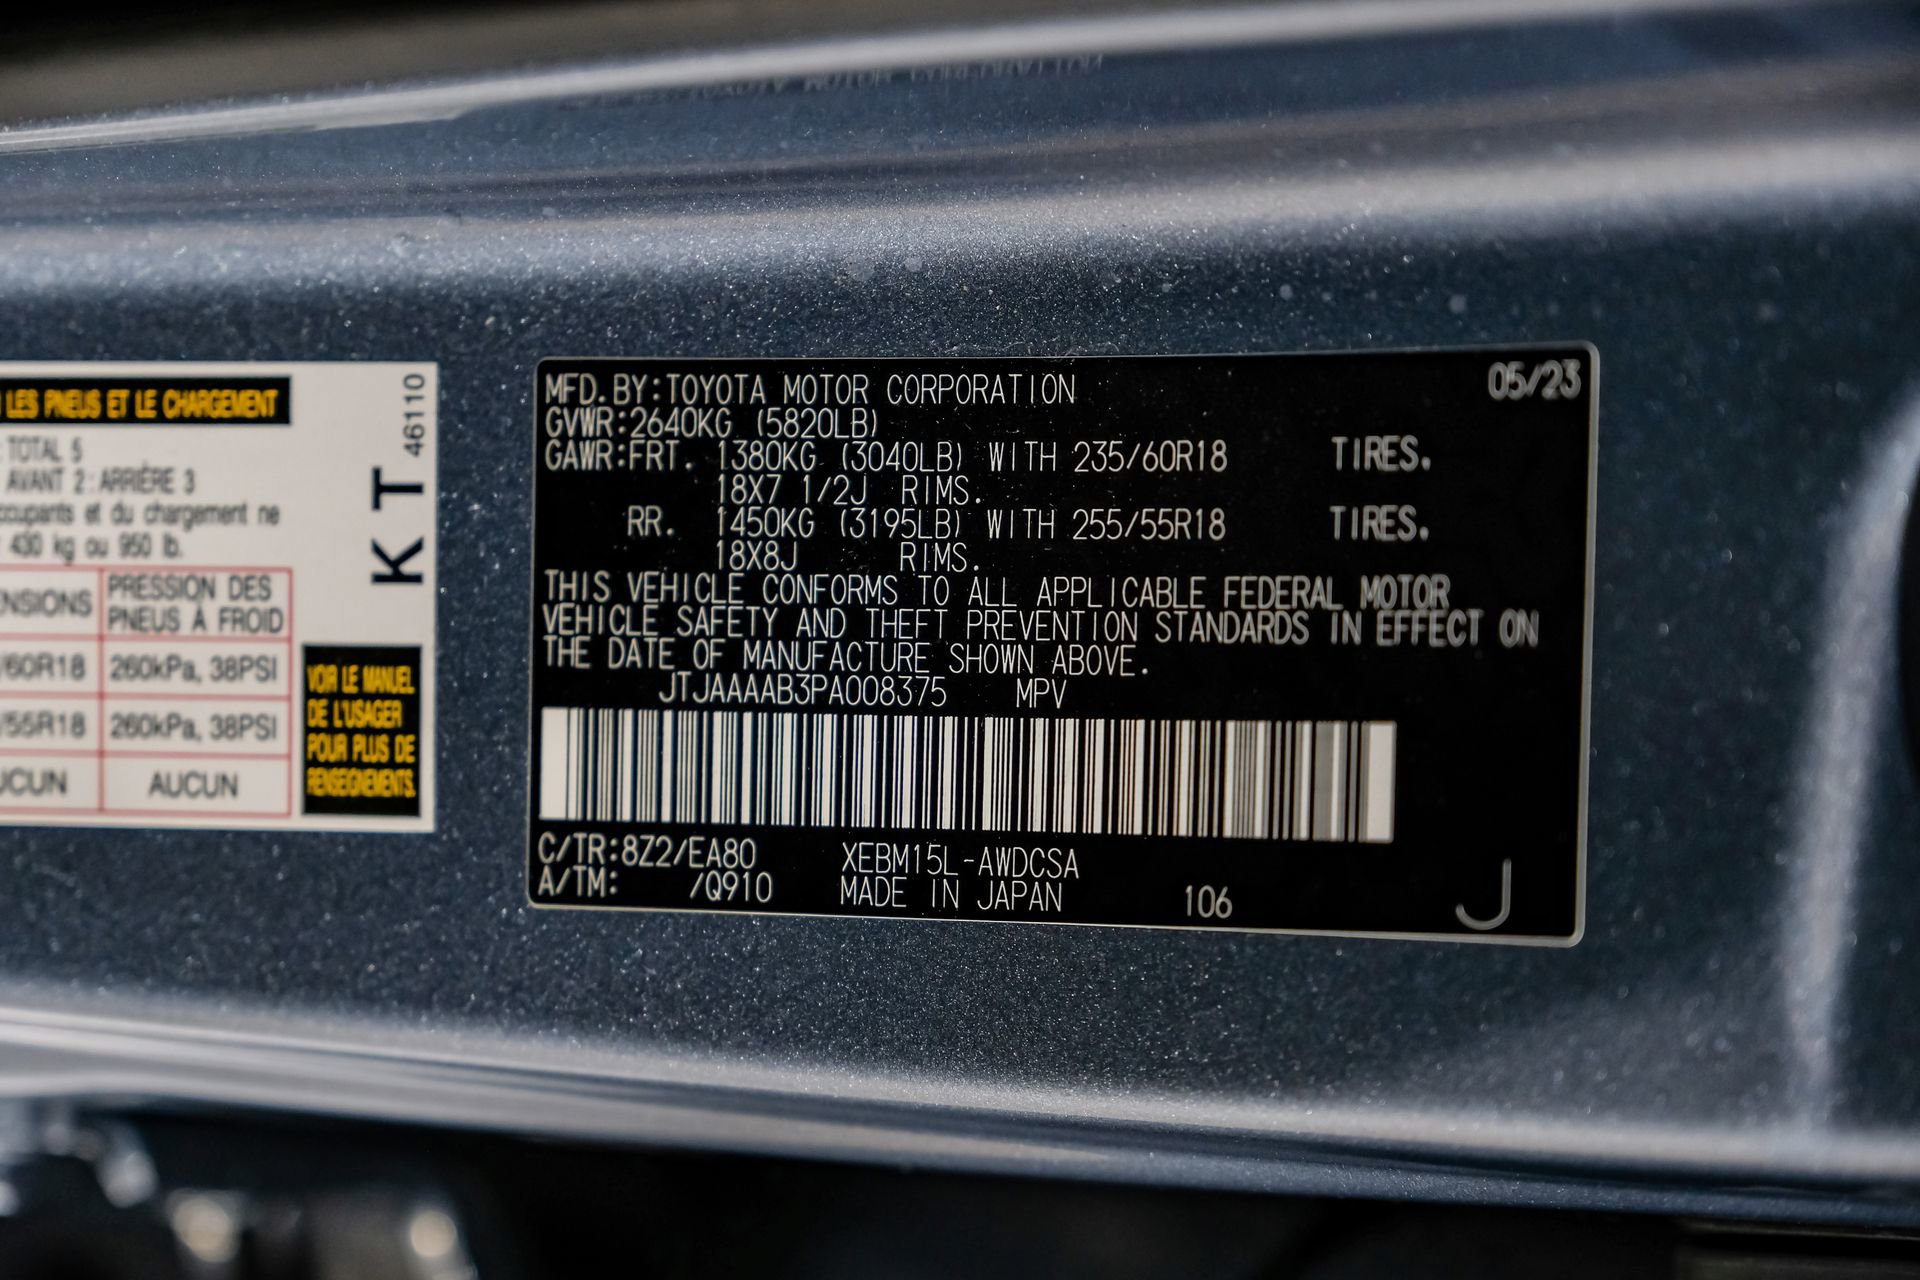 LES PNEUS ET LE CHARGEMENT
TOTAL 5
AVANT 2 : ARRIÈRE 3
et du chargement ne
430 kg ou 950 lb.
PRESSION DES
PNEUS À FROID
/60R18 260kPa, 38PSI
/55R18 260kPa, 38PSI
AUCUN
KT 46110
VOIR LE MANUEL
DE L'USAGER
POUR PLUS DE
RENSEIGNEMENTS.
MFD. BY:TOYOTA MOTOR CORPORATION 05/23
GVWR:2640KG (5820LB)
GAWR:FRT. 1380KG (3040LB) WITH 235/60R18 TIRES.
18X7 1/2J RIMS.
RR. 1450KG (3195LB) WITH 255/55R18 TIRES.
18X8J RIMS.
THIS VEHICLE CONFORMS TO ALL APPLICABLE FEDERAL MOTOR
VEHICLE SAFETY AND THEFT PREVENTION STANDARDS IN EFFECT ON
THE DATE OF MANUFACTURE SHOWN ABOVE.
JTJAAAAB3PA008375 MPV
C/TR:8Z2/EA80 XEBM15L-AWDCSA
A/TM: /Q910 MADE IN JAPAN 106 J